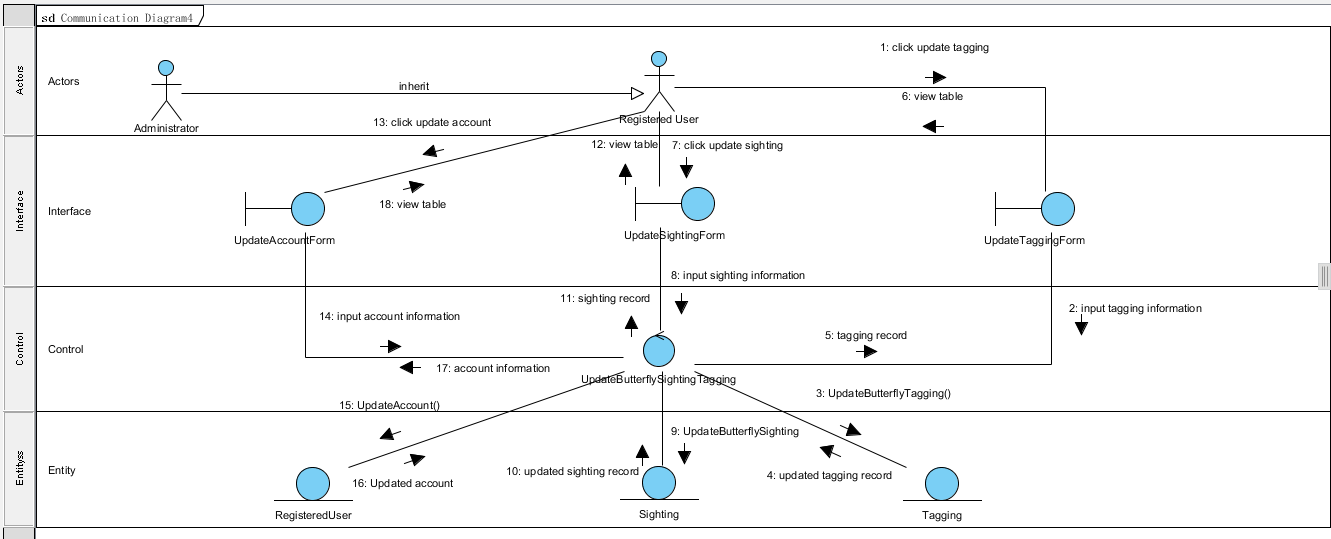 sd Communication Diagram4
Actors
Actors
1: click update tagging
inherit
6: view table
Administrator
Registered User
13: click update account
12: view table
7: click update sighting
Interface
Interface
18: view table
UpdateAccountForm
UpdateSightingForm
UpdateTaggingForm
8: input sighting information
11: sighting record
2: input tagging information
14: input account information
Control
Control
5: tagging record
17: account information
UpdateButterflySightingTagging
3: UpdateButterflyTagging()
15: UpdateAccount()
9: UpdateButterflySighting
Entityss
Entity
10: updated sighting record
4: updated tagging record
16: Updated account
RegisteredUser
Sighting
Tagging